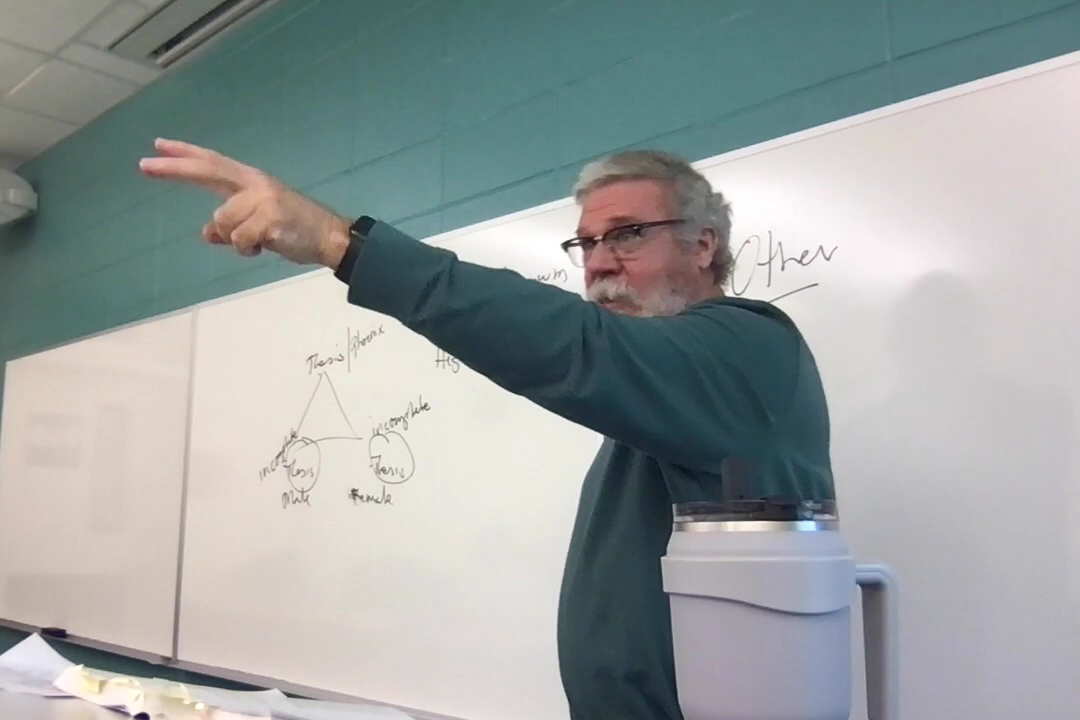 Other
Thesis/Phoenix
incomplete
Thesis
Male
incomplete
Thesis
Female